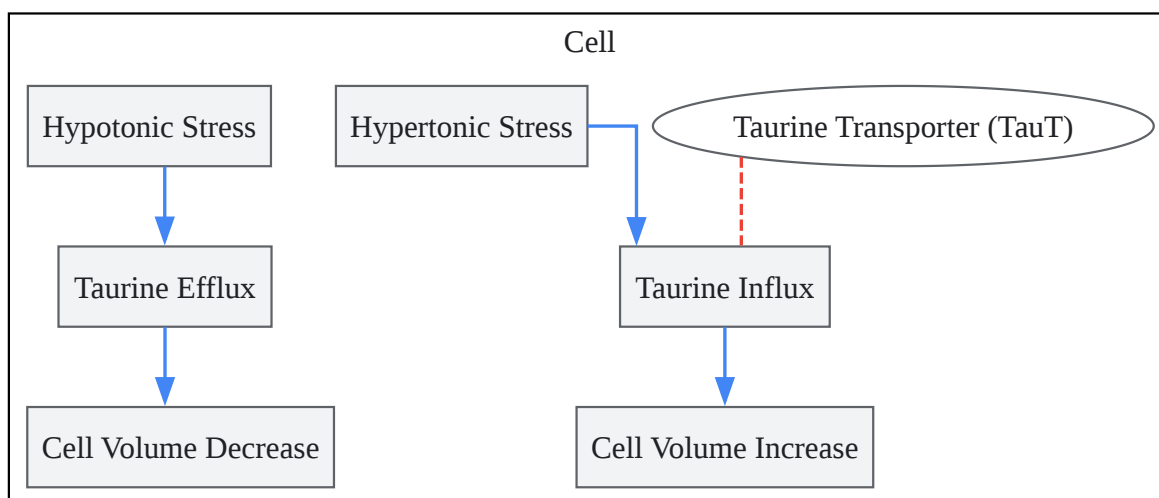 Cell
Hypotonic Stress
Hypertonic Stress
Taurine Transporter (TauT)
Taurine Efflux
Taurine Influx
Cell Volume Decrease
Cell Volume Increase